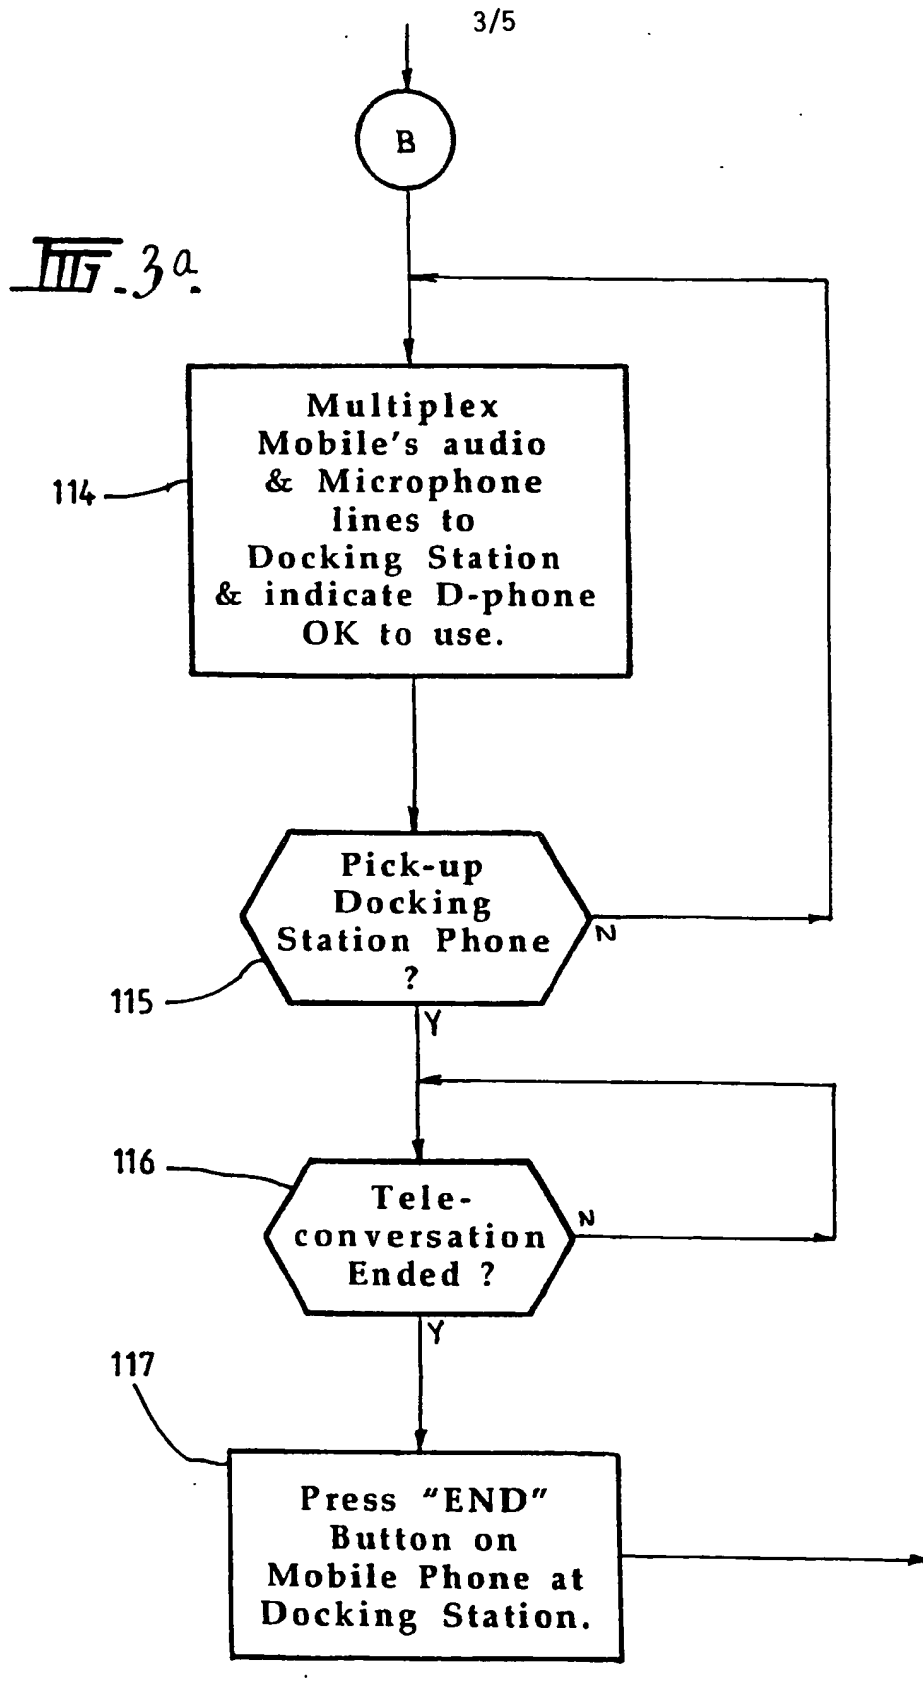 3/5
B
FIG. 3a.
Multiplex
Mobile's audio
& Microphone
lines to
Docking Station
& indicate D-phone
OK to use.
114
Pick-up
Docking
Station Phone
?
N
115
Y
116
Tele-
conversation
Ended ?
N
Y
117
Press "END"
Button on
Mobile Phone at
Docking Station.